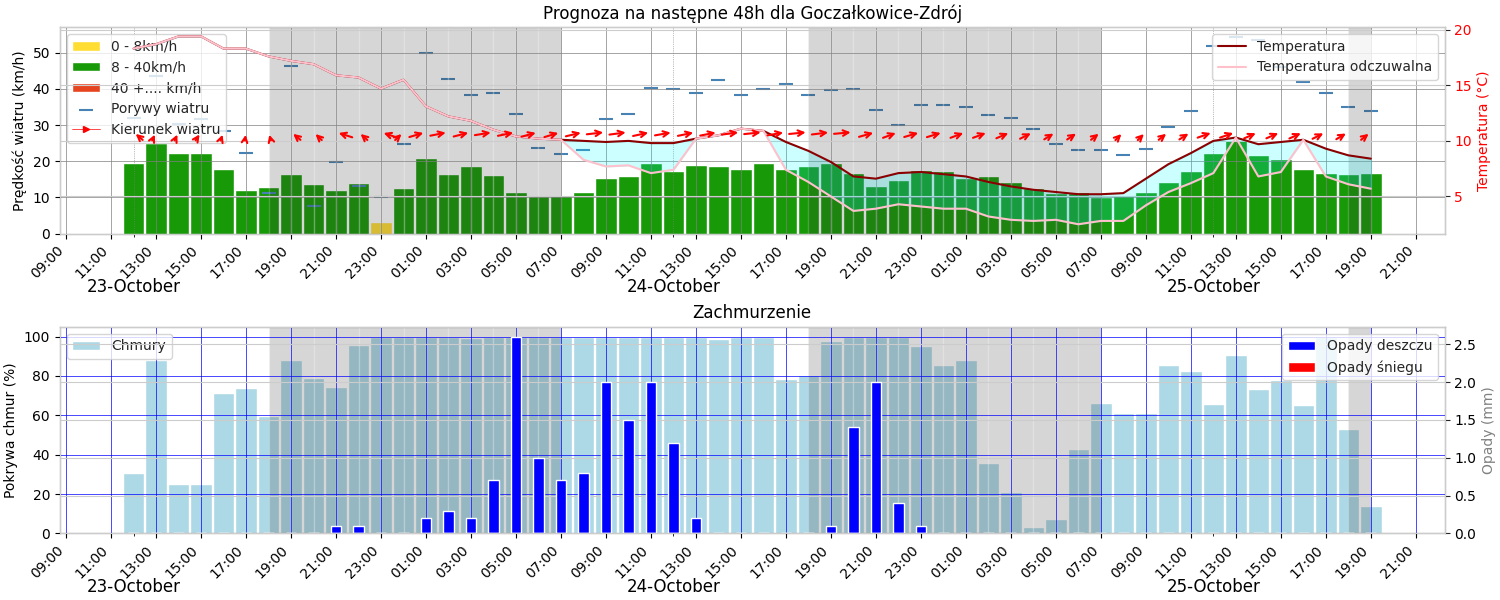 Prognoza na następne 48h dla Goczałkowice-Zdrój
Prędkość wiatru (km/h)
50
40
30
20
10
0
0 - 8km/h
8 - 40km/h
40 +.... km/h
Porywy wiatru
Kierunek wiatru
Temperatura
Temperatura odczuwalna
20
15
10
5
Temperatura (°C)
09:00 11:00 13:00 15:00 17:00 19:00 21:00 23:00 01:00 03:00 05:00 07:00 09:00 11:00 13:00 15:00 17:00 19:00 21:00 23:00 01:00 03:00 05:00 07:00 09:00 11:00 13:00 15:00 17:00 19:00 21:00
23-October 24-October 25-October
Zachmurzenie
Pokrywa chmur (%)
100
80
60
40
20
0
Chmury
Opady deszczu
Opady śniegu
2.5
2.0
1.5
1.0
0.5
0.0
Opady (mm)
09:00 11:00 13:00 15:00 17:00 19:00 21:00 23:00 01:00 03:00 05:00 07:00 09:00 11:00 13:00 15:00 17:00 19:00 21:00 23:00 01:00 03:00 05:00 07:00 09:00 11:00 13:00 15:00 17:00 19:00 21:00
23-October 24-October 25-October